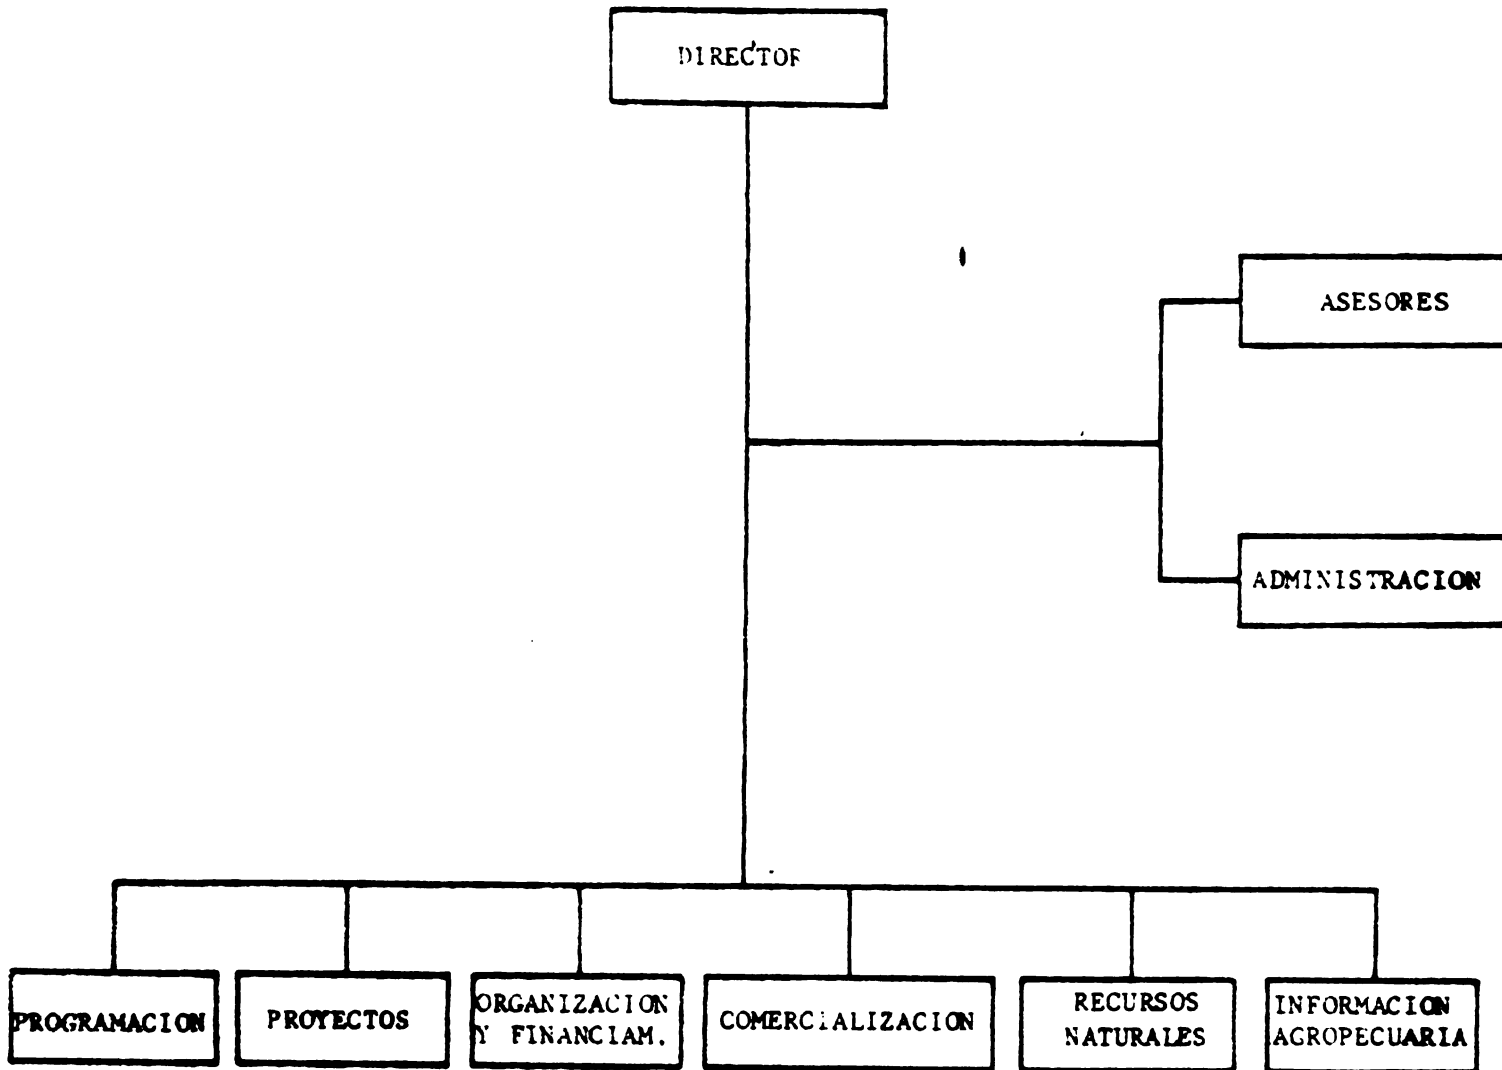 DIRECTOR
ASESORES
ADMINISTRACION
PROGRAMACION
PROYECTOS
ORGANIZACION
Y FINANCIAM.
COMERCIALIZACION
RECURSOS
NATURALES
INFORMACION
AGROPECUARIA